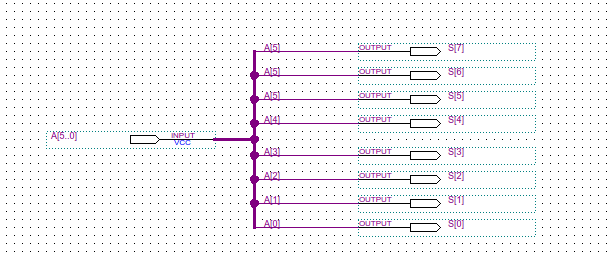 A[5] OUTPUT S[7]
A[5] OUTPUT S[6]
A[5] OUTPUT S[5]
A[4] OUTPUT S[4]
A[5..0] INPUT
VCC
A[3] OUTPUT S[3]
A[2] OUTPUT S[2]
A[1] OUTPUT S[1]
A[0] OUTPUT S[0]